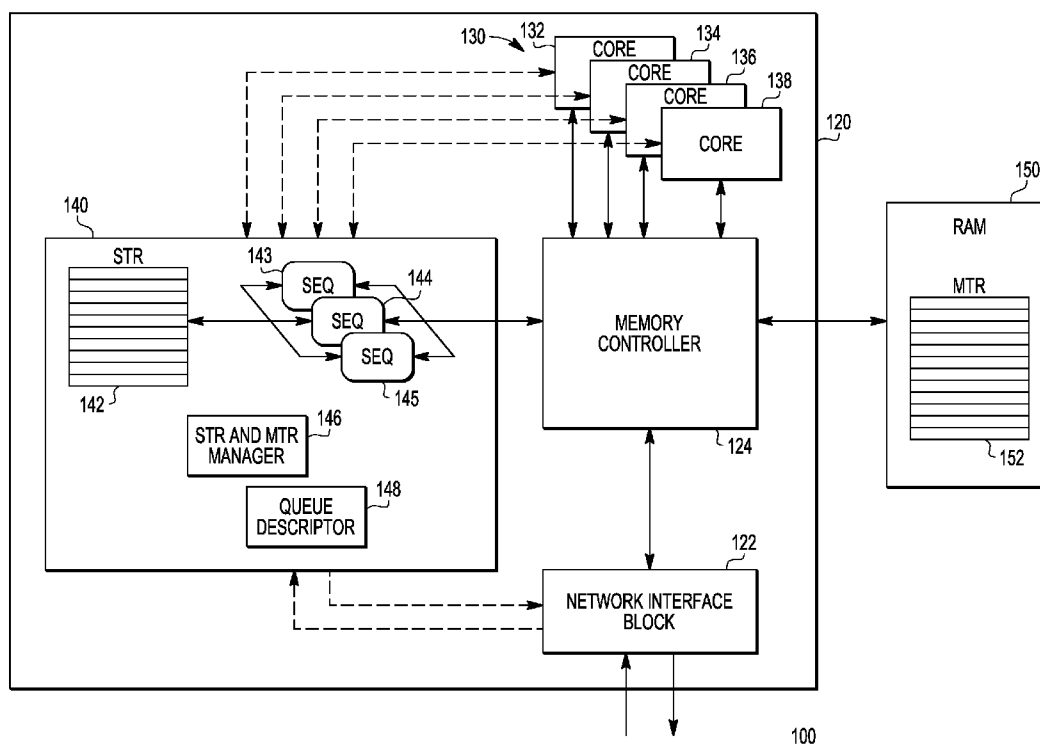 130
132
CORE
134
CORE
136
CORE
138
CORE
120
140
STR
142
143
SEQ
144
SEQ
SEQ
145
146
STR AND MTR
MANAGER
148
QUEUE
DESCRIPTOR
MEMORY
CONTROLLER
124
150
RAM
MTR
152
122
NETWORK INTERFACE
BLOCK
100